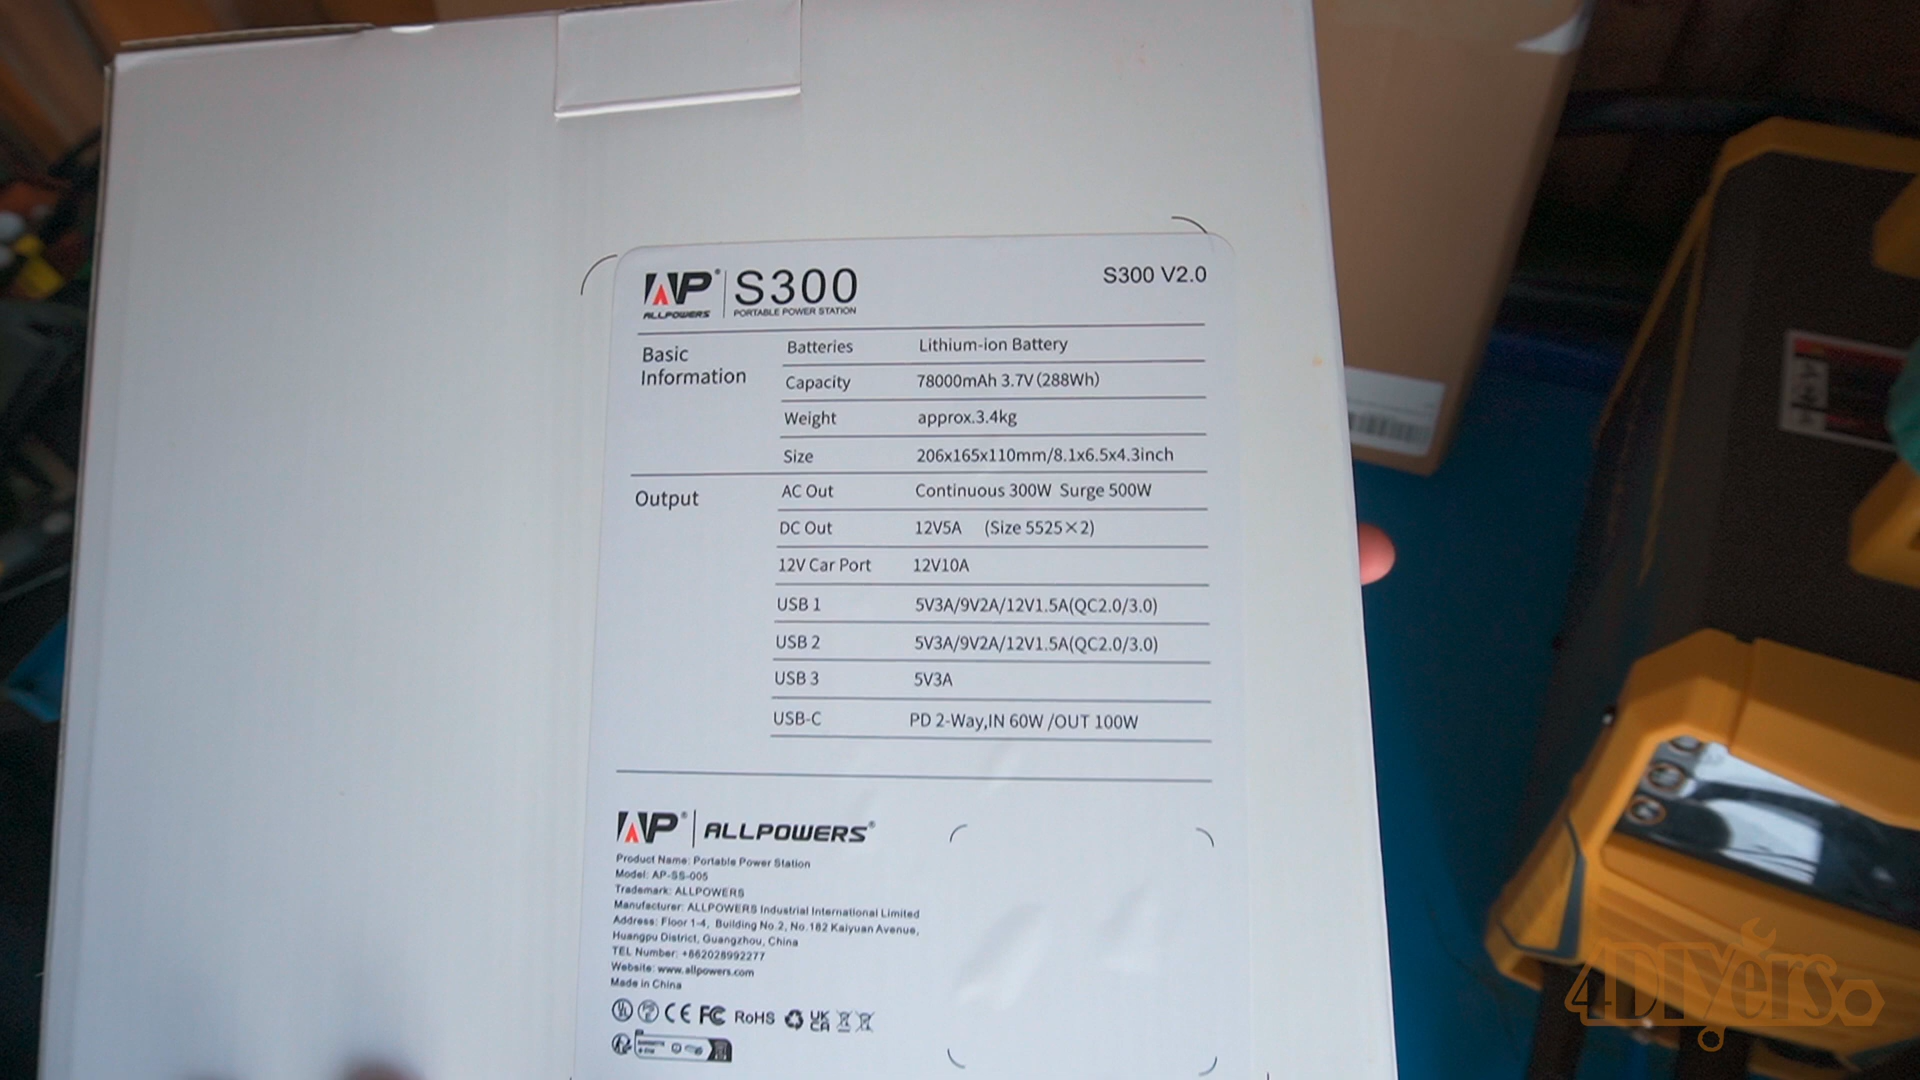 AP® ALLPOWERS
S300
PORTABLE POWER STATION
S300 V2.0
Basic Information
Batteries Lithium-ion Battery
Capacity 78000mAh 3.7V(288Wh)
Weight approx.3.4kg
Size 206x165x110mm/8.1x6.5x4.3inch
Output
AC Out Continuous 300W Surge 500W
DC Out 12V5A (Size 5525×2)
12V Car Port 12V10A
USB 1 5V3A/9V2A/12V1.5A(QC2.0/3.0)
USB 2 5V3A/9V2A/12V1.5A(QC2.0/3.0)
USB 3 5V3A
USB-C PD 2-Way,IN 60W /OUT 100W
AP® ALLPOWERS®
Product Name: Portable Power Station
Model: AP-SS-005
Trademark: ALLPOWERS
Manufacturer: ALLPOWERS Industrial International Limited
Address: Floor 1-4, Building No.2, No.182 Kaiyuan Avenue,
Huangpu District, Guangzhou, China
TEL Number: +862028992277
Website: www.allpowers.com
Made in China
CE FC RoHS UK CA
4DIYers